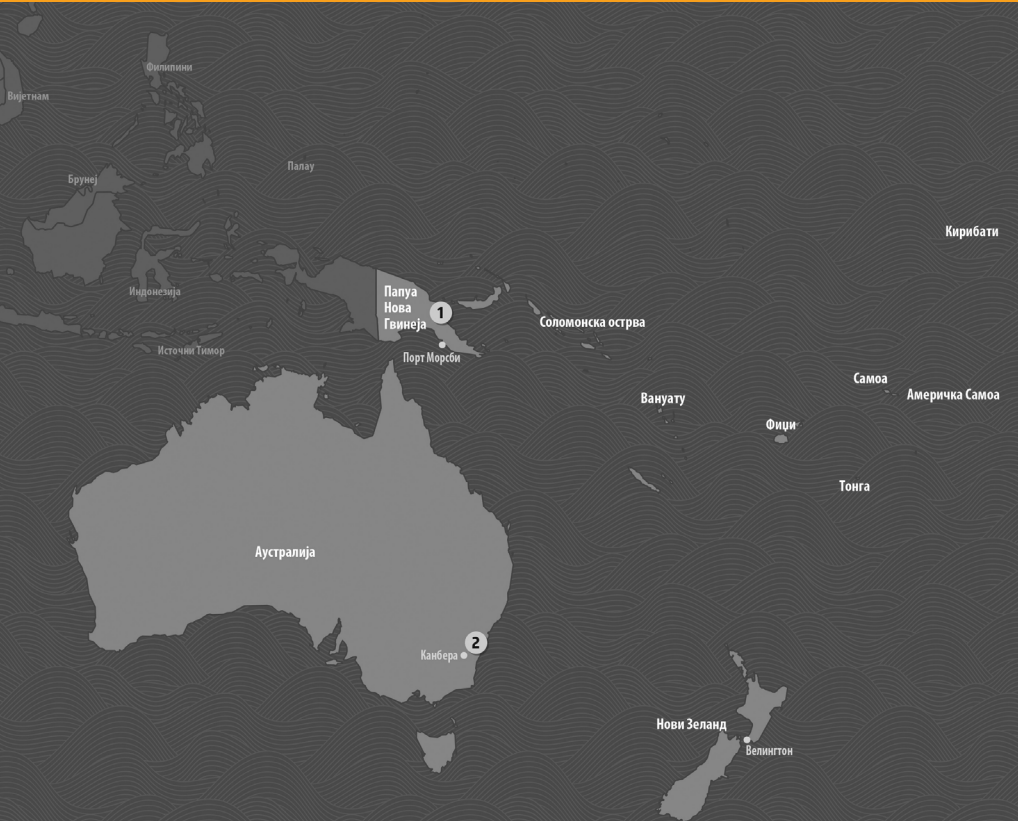 Филипини
Вијетнам
Палау
Брунеј
Кирибати
Индонезија
Папуа
Нова
Гвинеја
1
Соломонска острва
Источни Тимор
Порт Морсби
Самоа
Америчка Самоа
Вануату
Фиџи
Тонга
Аустралија
2
Канбера
Нови Зеланд
Велингтон